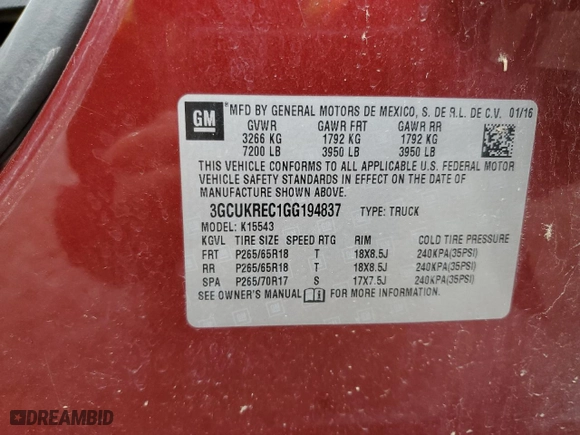 GM MFD BY GENERAL MOTORS DE MEXICO, S. DE R.L. DE C.V. 01/16
GVWR GAWR FRT GAWR RR
3266 KG 1792 KG 1792 KG
7200 LB 3950 LB 3950 LB
THIS VEHICLE CONFORMS TO ALL APPLICABLE U.S. FEDERAL MOTOR
VEHICLE SAFETY STANDARDS IN EFFECT ON THE DATE OF
MANUFACTURE SHOWN ABOVE.
3GCUKREC1GG194837 TYPE: TRUCK
MODEL: K15543
KGVL TIRE SIZE SPEED RTG RIM COLD TIRE PRESSURE
FRT P265/65R18 T 18X8.5J 240KPA(35PSI)
RR P265/65R18 T 18X8.5J 240KPA(35PSI)
SPA P265/70R17 S 17X7.5J 240KPA(35PSI)
SEE OWNER'S MANUAL i FOR MORE INFORMATION.
DREAMBID